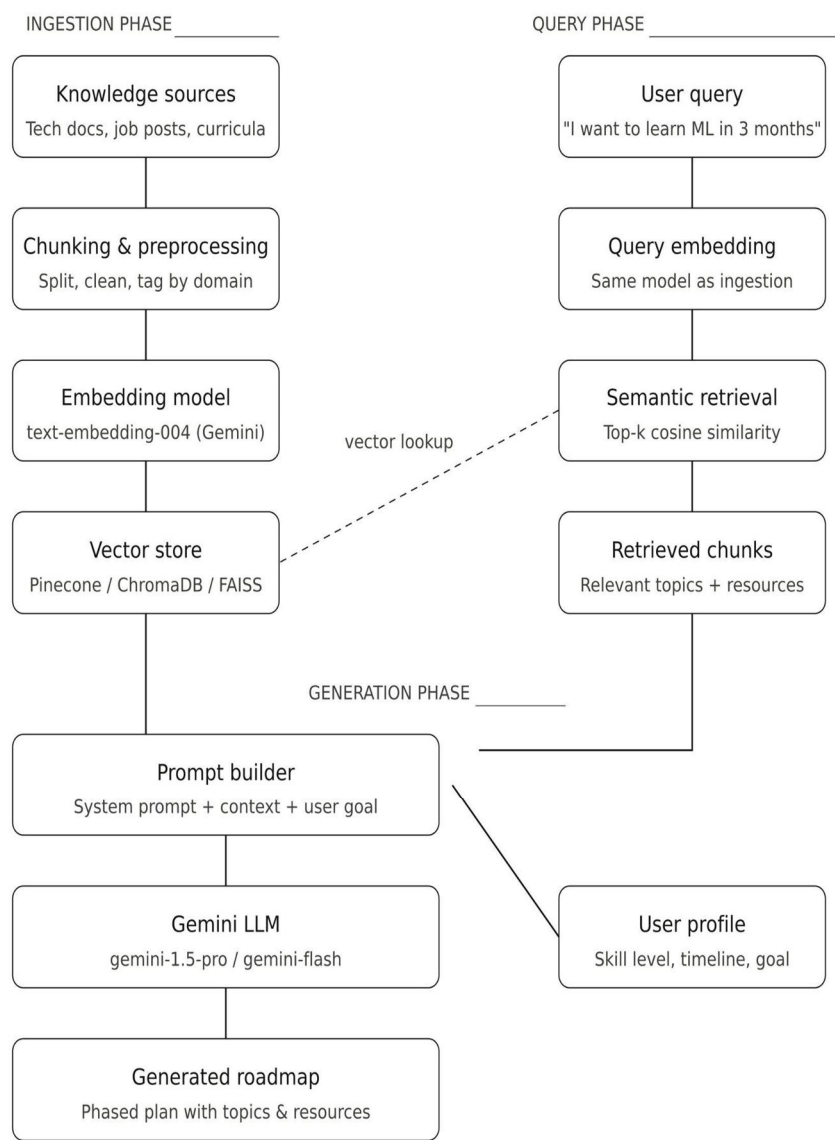 INGESTION PHASE
Knowledge sources
Tech docs, job posts, curricula
Chunking & preprocessing
Split, clean, tag by domain
Embedding model
text-embedding-004 (Gemini)
Vector store
Pinecone / ChromaDB / FAISS
vector lookup
QUERY PHASE
User query
"I want to learn ML in 3 months"
Query embedding
Same model as ingestion
Semantic retrieval
Top-k cosine similarity
Retrieved chunks
Relevant topics + resources
GENERATION PHASE
Prompt builder
System prompt + context + user goal
Gemini LLM
gemini-1.5-pro / gemini-flash
User profile
Skill level, timeline, goal
Generated roadmap
Phased plan with topics & resources